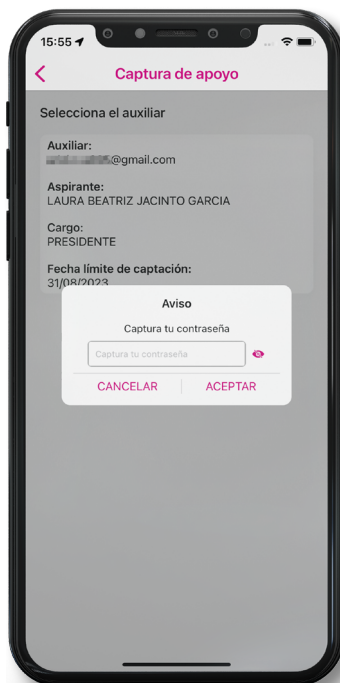 15:55
Captura de apoyo
Selecciona el auxiliar
Auxiliar:
@gmail.com
Aspirante:
LAURA BEATRIZ JACINTO GARCIA
Cargo:
PRESIDENTE
Fecha límite de captación:
31/08/2023
Aviso
Captura tu contraseña
Captura tu contraseña
CANCELAR
ACEPTAR